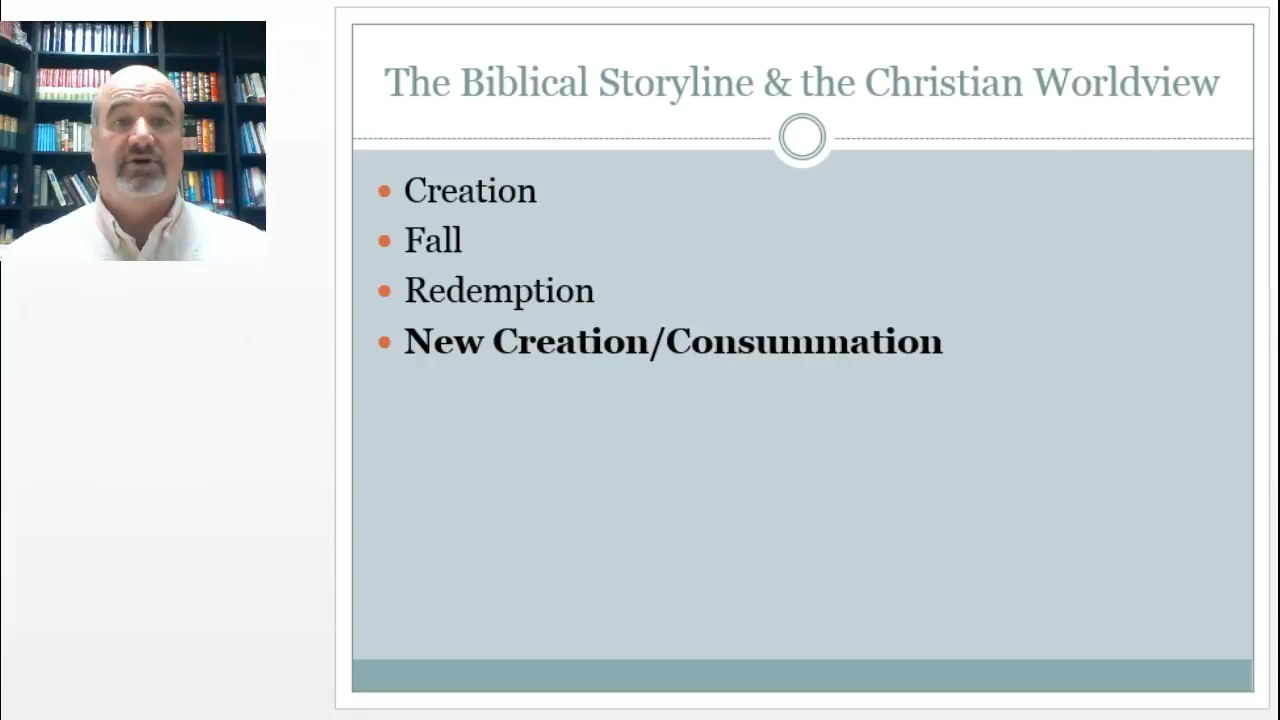 The Biblical Storyline & the Christian Worldview
• Creation
• Fall
• Redemption
• New Creation/Consummation